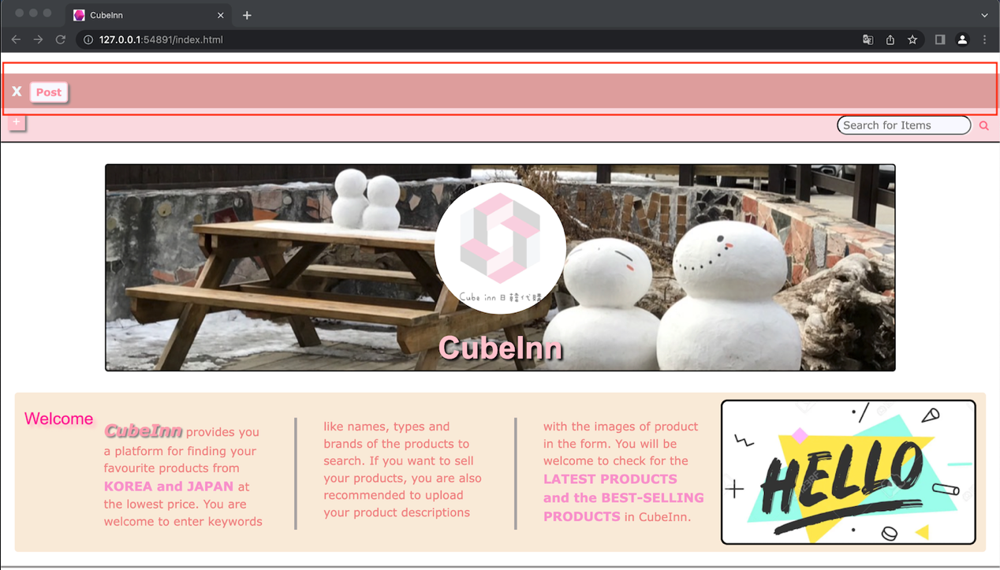 CubeInn
127.0.0.1:54891/index.html
X Post
+
Search for Items
Cube inn 日韓代購
CubeInn
Welcome
CubeInn provides you
a platform for finding your
favourite products from
KOREA and JAPAN at
the lowest price. You are
welcome to enter keywords
like names, types and
brands of the products to
search. If you want to sell
your products, you are also
recommended to upload
your product descriptions
with the images of product
in the form. You will be
welcome to check for the
LATEST PRODUCTS
and the BEST-SELLING
PRODUCTS in CubeInn.
HELLO